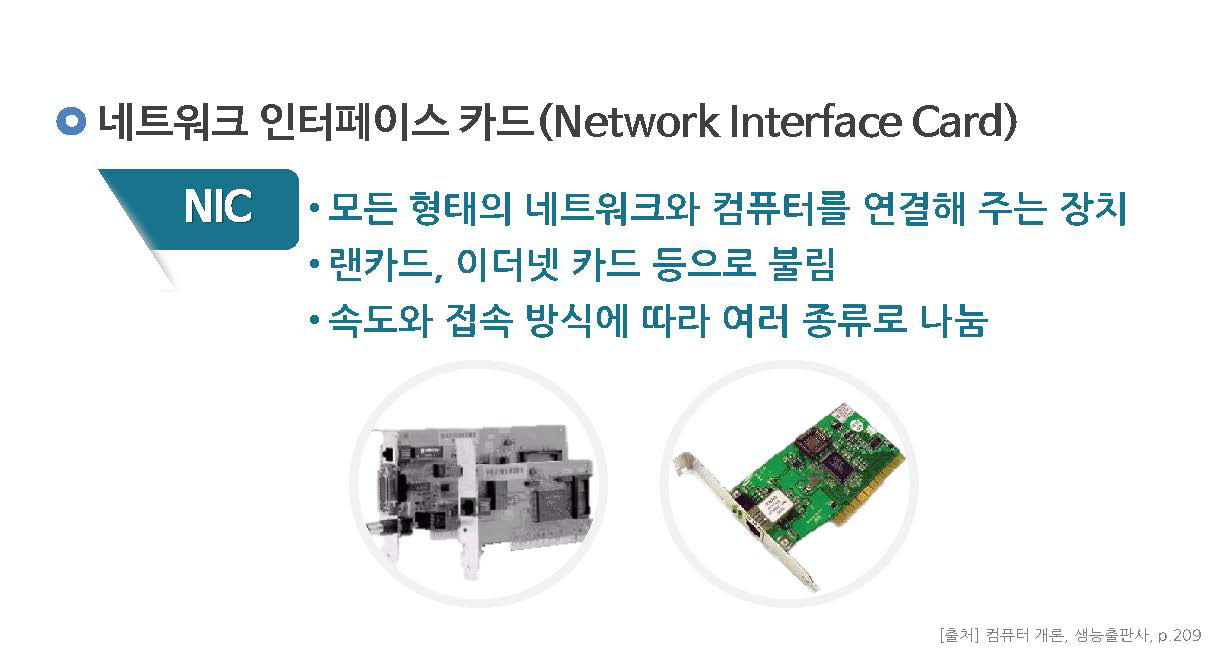 네트워크 인터페이스 카드(Network Interface Card)
NIC
• 모든 형태의 네트워크와 컴퓨터를 연결해 주는 장치
• 랜카드, 이더넷 카드 등으로 불림
• 속도와 접속 방식에 따라 여러 종류로 나눔
[출처] 컴퓨터 개론, 생능출판사, p.209